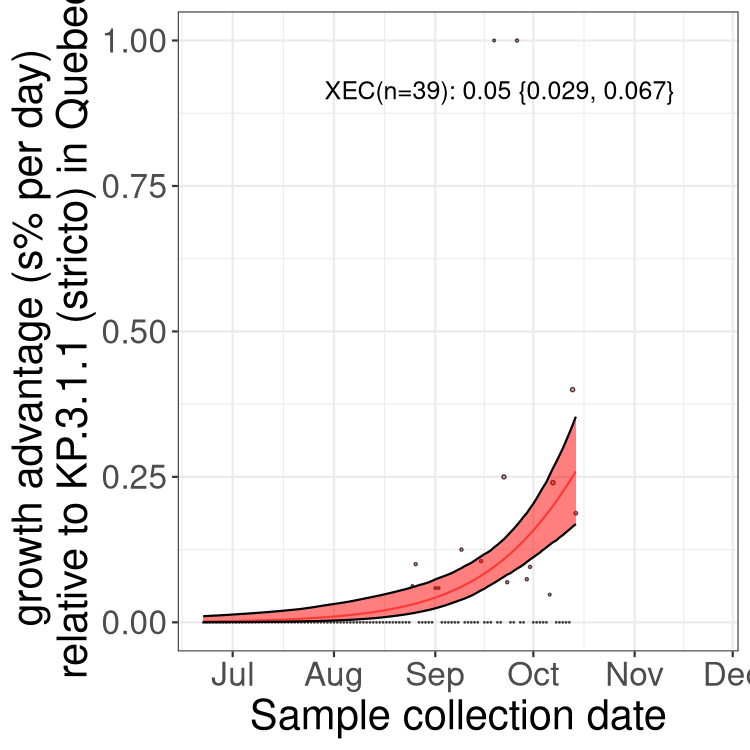 growth advantage (s% per day)
relative to KP.3.1.1 (stricto) in Quebec
1.00
XEC(n=39): 0.05 {0.029, 0.067}
0.75
0.50
0.25
0.00
Jul Aug Sep Oct Nov Dec
Sample collection date